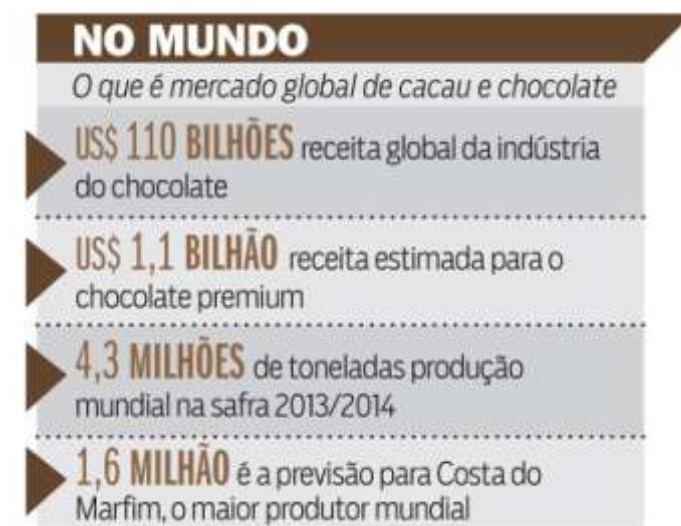 NO MUNDO
O que é mercado global de cacau e chocolate
US$ 110 BILHÕES receita global da indústria
do chocolate
US$ 1,1 BILHÃO receita estimada para o
chocolate premium
4,3 MILHÕES de toneladas produção
mundial na safra 2013/2014
1,6 MILHÃO é a previsão para Costa do
Marfim, o maior produtor mundial